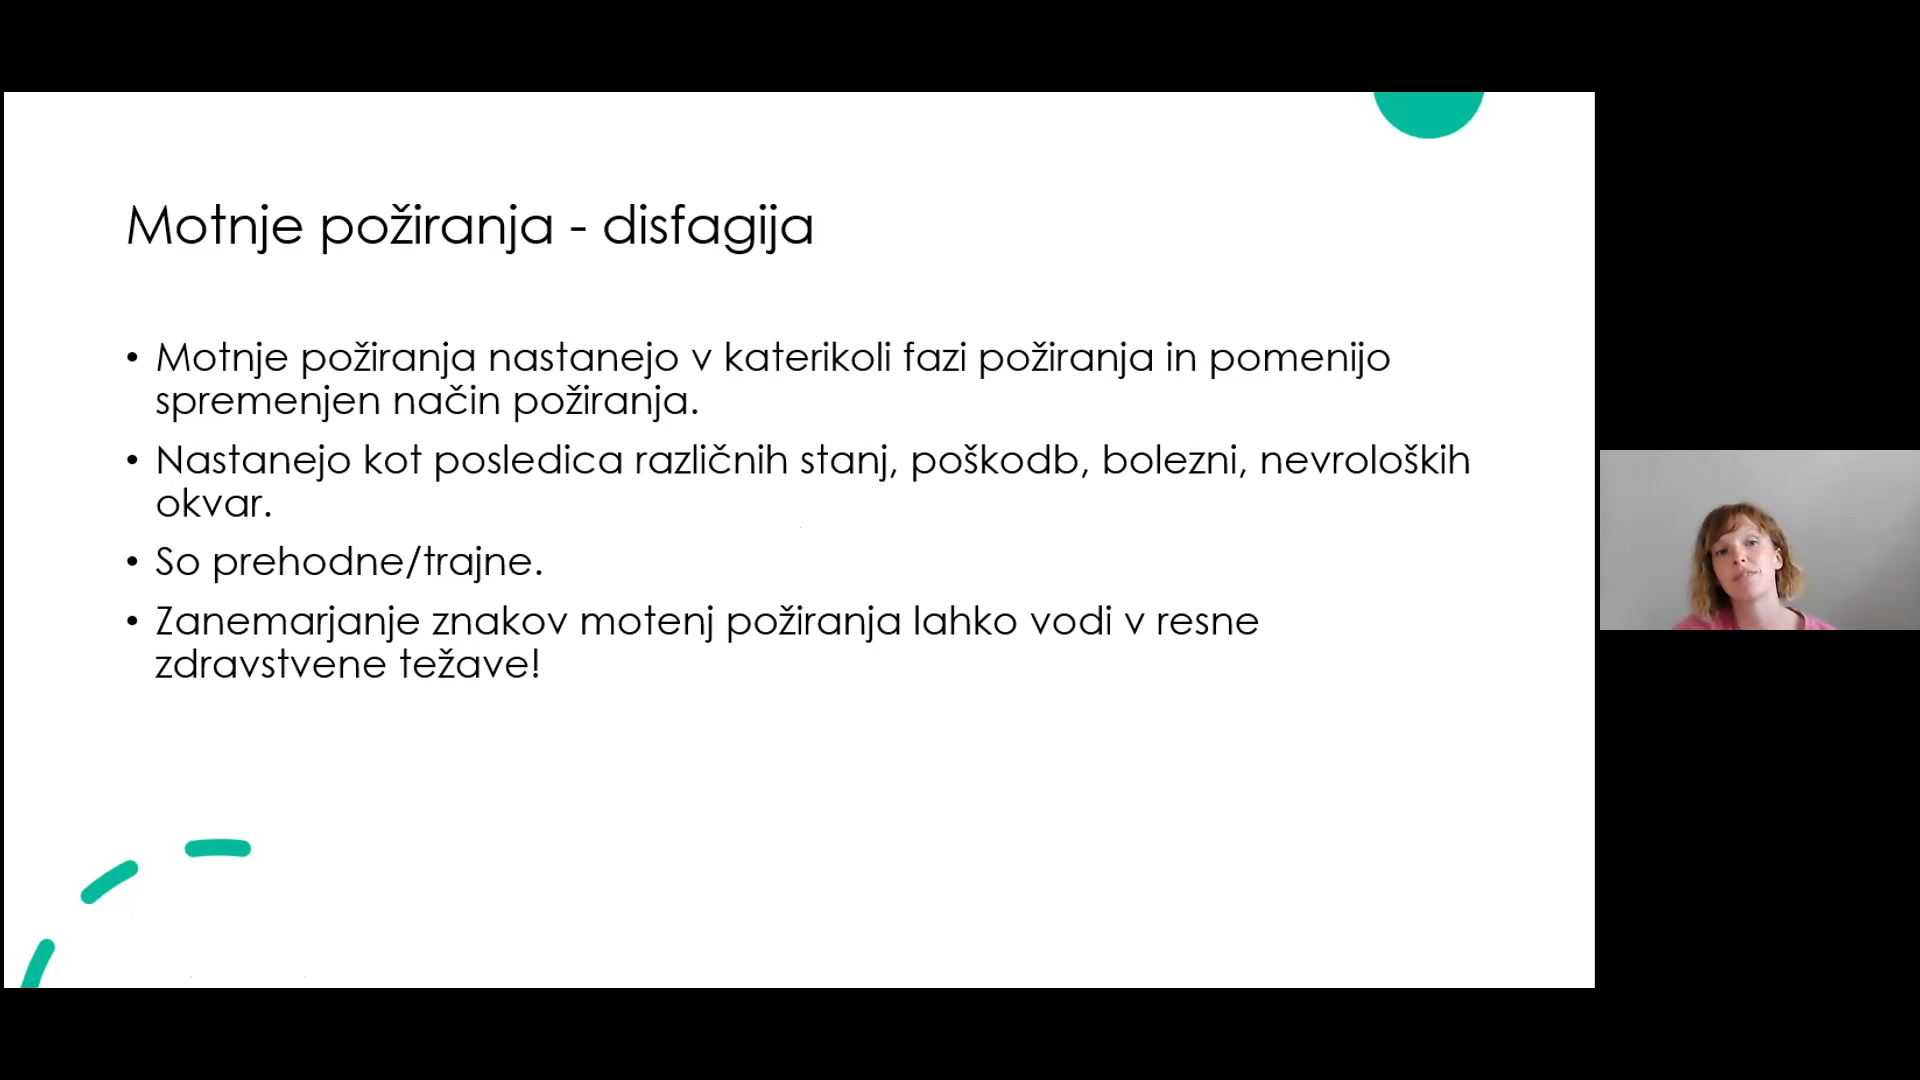 Motnje požiranja - disfagija
• Motnje požiranja nastanejo v katerikoli fazi požiranja in pomenijo
spremenjen način požiranja.
• Nastanejo kot posledica različnih stanj, poškodb, bolezni, nevroloških
okvar.
• So prehodne/trajne.
• Zanemarjanje znakov motenj požiranja lahko vodi v resne
zdravstvene težave!